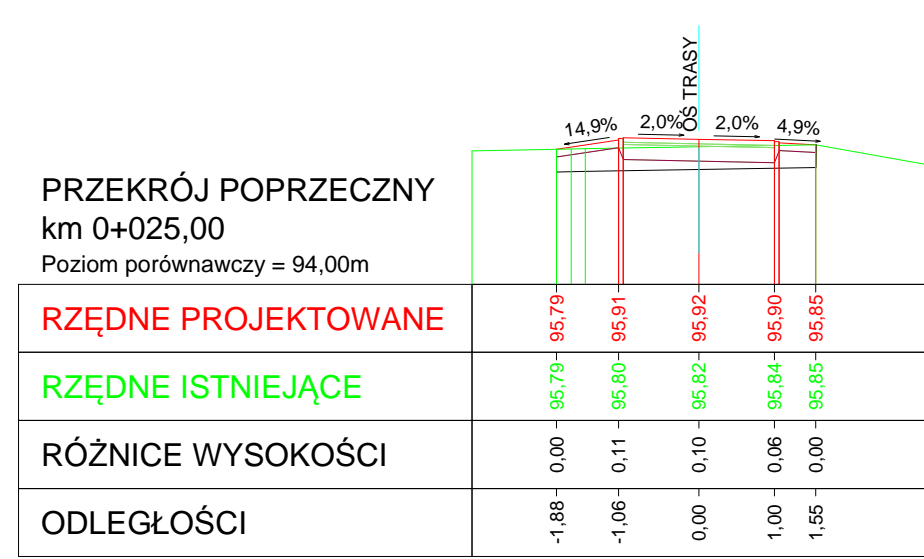 OŚ TRASY
14,9% 2,0% 2,0% 4,9%
PRZEKRÓJ POPRZECZNY
km 0+025,00
Poziom porównawczy = 94,00m
RZĘDNE PROJEKTOWANE 95,79 95,91 95,92 95,90 95,85
RZĘDNE ISTNIEJĄCE 95,79 95,80 95,82 95,84 95,85
RÓŻNICE WYSOKOŚCI 0,00 0,11 0,10 0,06 0,00
ODLEGŁOŚCI -1,88 -1,06 0,00 1,00 1,55